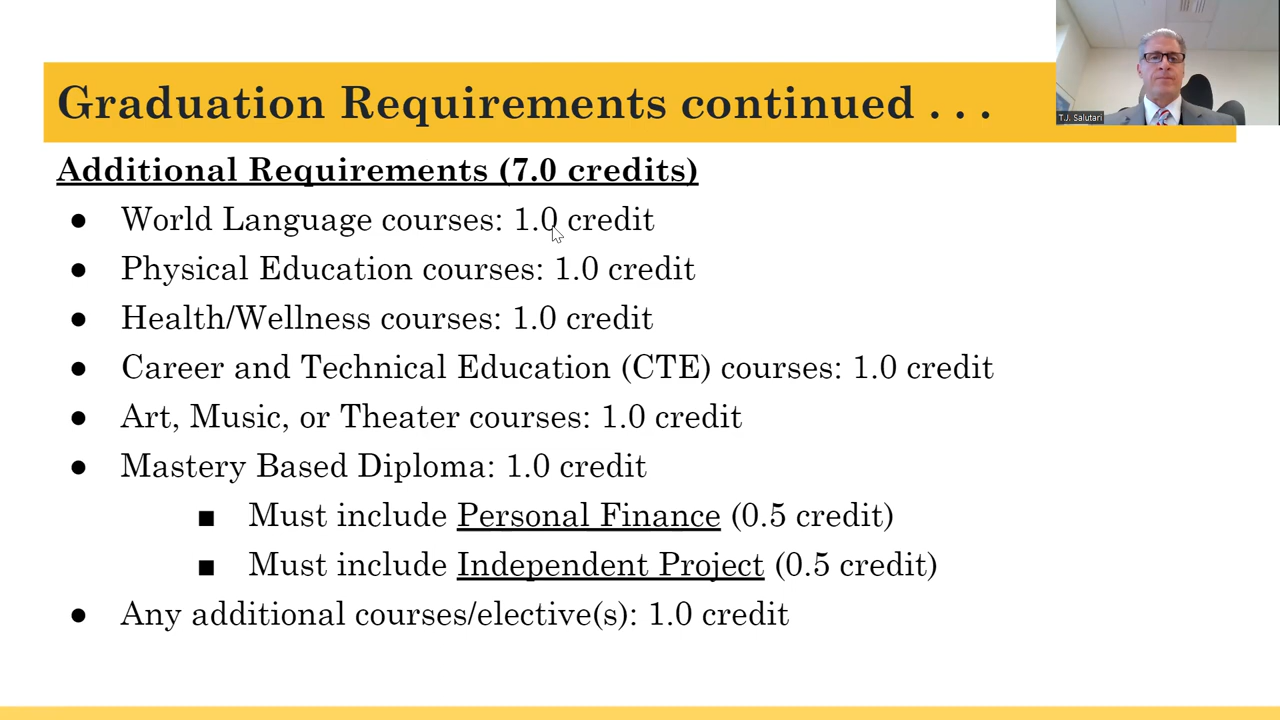 Graduation Requirements continued . . .
T.J. Salutari
Additional Requirements (7.0 credits)
● World Language courses: 1.0 credit
● Physical Education courses: 1.0 credit
● Health/Wellness courses: 1.0 credit
● Career and Technical Education (CTE) courses: 1.0 credit
● Art, Music, or Theater courses: 1.0 credit
● Mastery Based Diploma: 1.0 credit
■ Must include Personal Finance (0.5 credit)
■ Must include Independent Project (0.5 credit)
● Any additional courses/elective(s): 1.0 credit